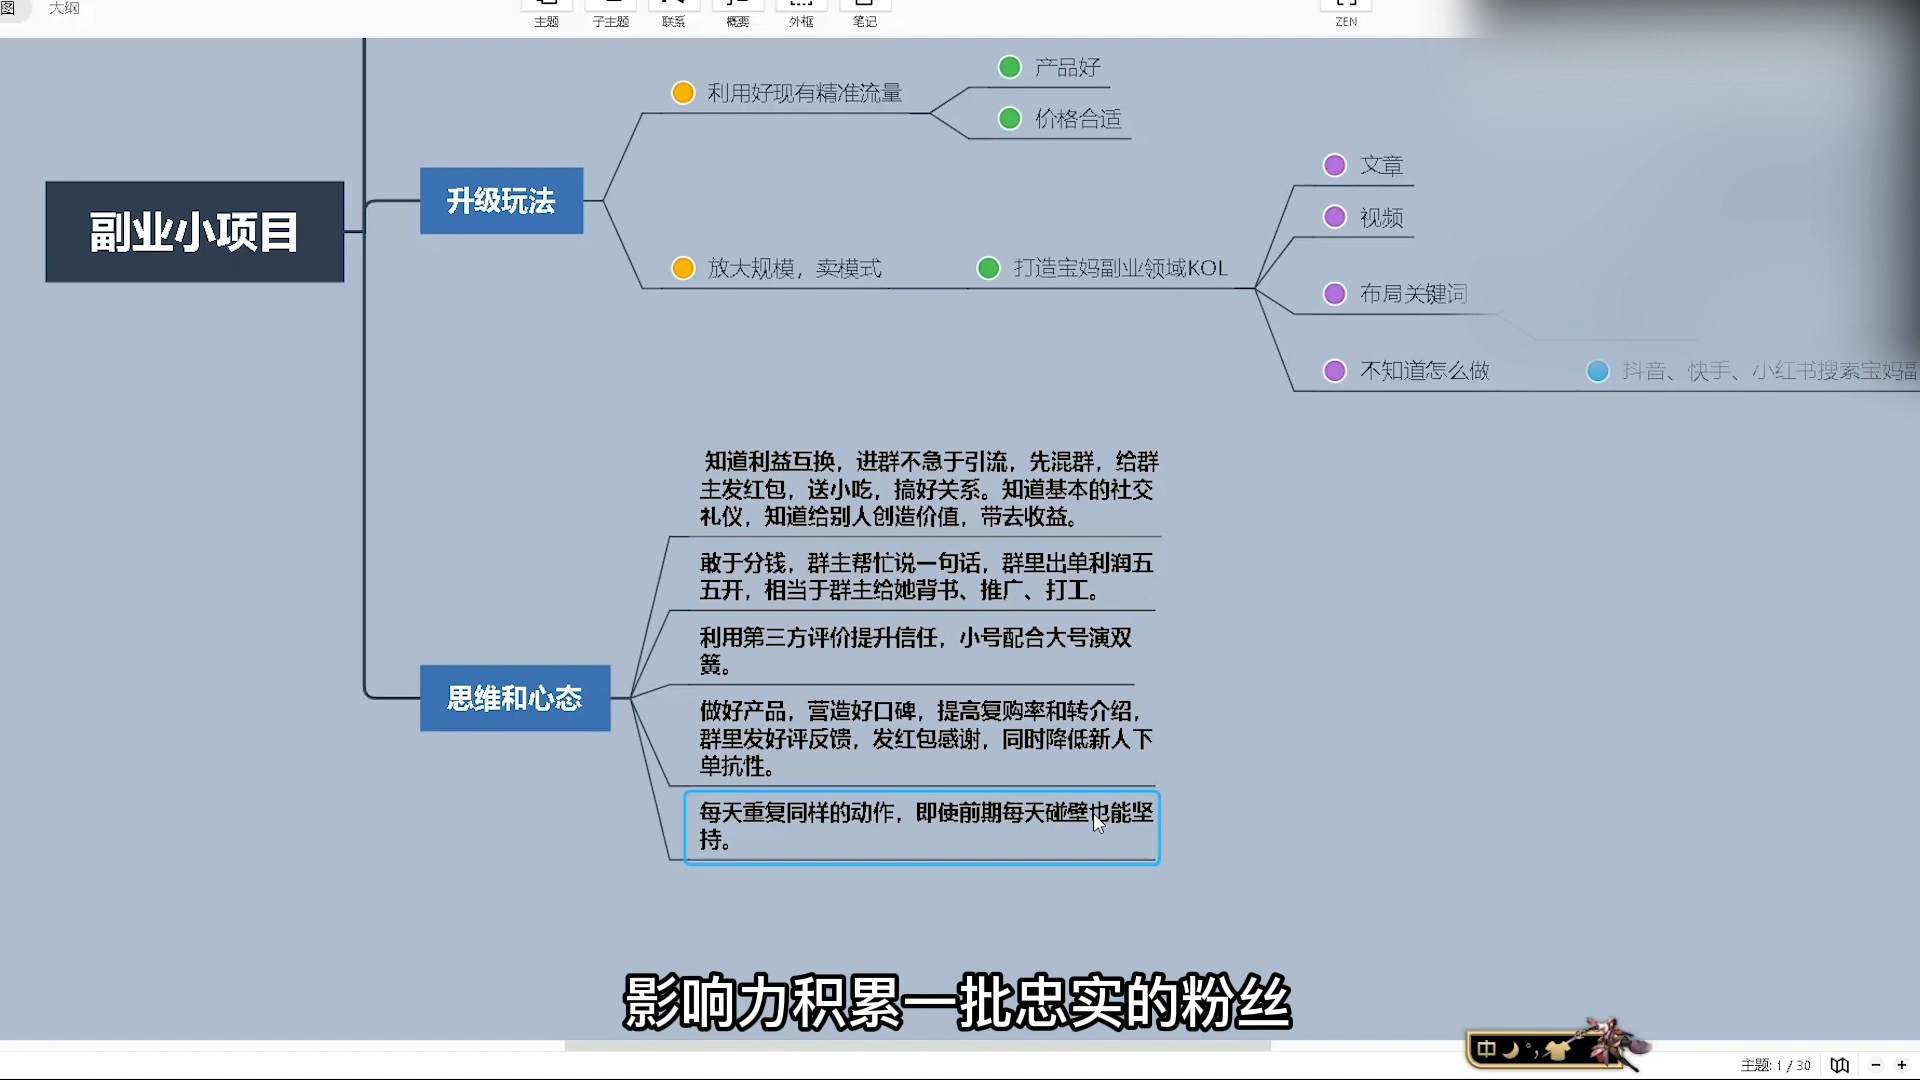 图
大纲
主题
子主题
联系
概要
外框
笔记
ZEN
副业小项目
升级玩法
利用好现有精准流量
产品好
价格合适
放大规模，卖模式
打造宝妈副业领域KOL
文章
视频
布局关键词
不知道怎么做
抖音、快手、小红书搜索宝妈副
思维和心态
知道利益互换，进群不急于引流，先混群，给群
主发红包，送小吃，搞好关系。知道基本的社交
礼仪，知道给别人创造价值，带去收益。
敢于分钱，群主帮忙说一句话，群里出单利润五
五开，相当于群主给她背书、推广、打工。
利用第三方评价提升信任，小号配合大号演双
簧。
做好产品，营造好口碑，提高复购率和转介绍，
群里发好评反馈，发红包感谢，同时降低新人下
单抗性。
每天重复同样的动作，即使前期每天碰壁也能坚
持。
影响力积累一批忠实的粉丝
中
主题: 1 / 30